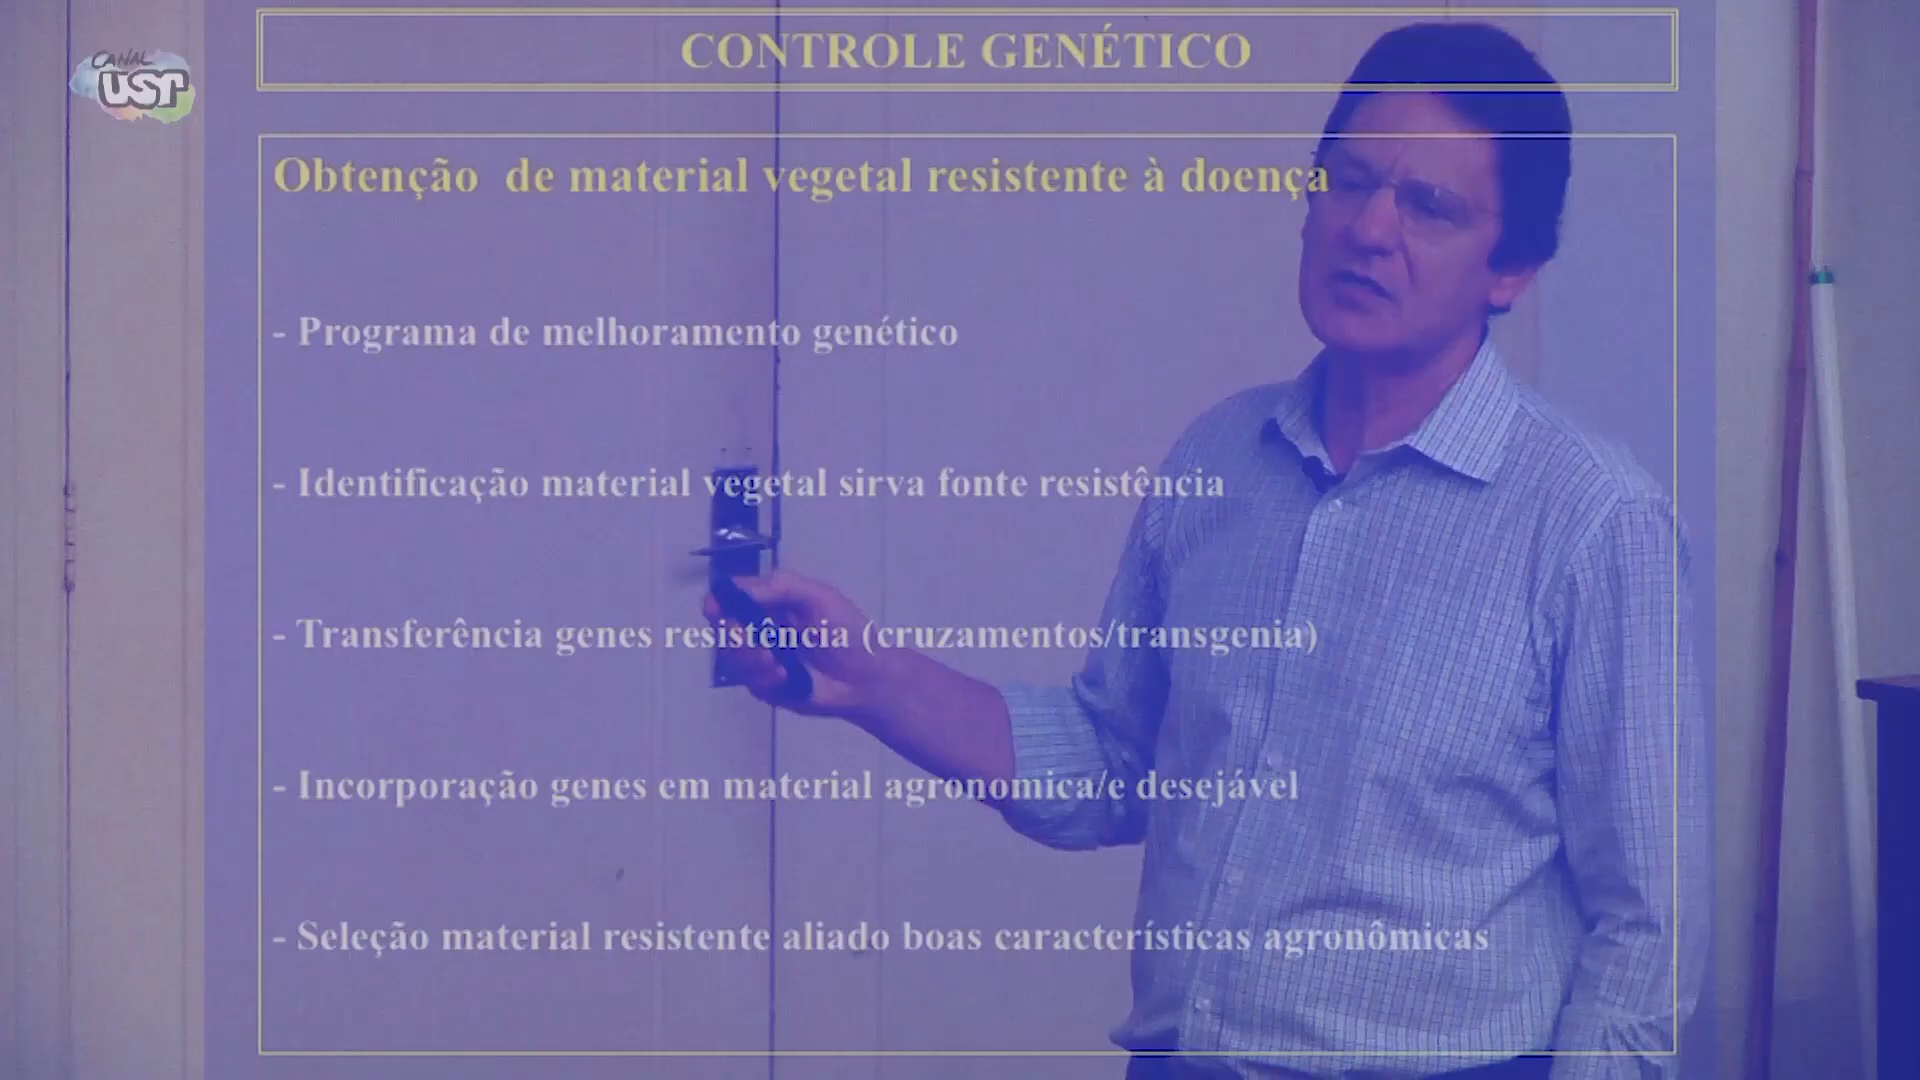 CANAL
USP
CONTROLE GENÉTICO
Obtenção de material vegetal resistente à doença
- Programa de melhoramento genético
- Identificação material vegetal sirva fonte resistência
- Transferência genes resistência (cruzamentos/transgenia)
- Incorporação genes em material agronomica/e desejável
- Seleção material resistente aliado boas características agronômicas